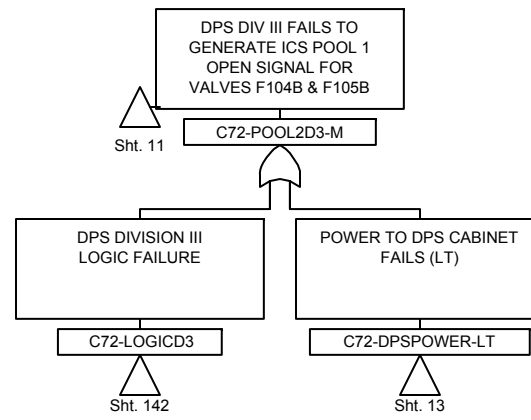 DPS DIV III FAILS TO
GENERATE ICS POOL 1
OPEN SIGNAL FOR
VALVES F104B & F105B
Sht. 11
C72-POOL2D3-M
DPS DIVISION III
LOGIC FAILURE
POWER TO DPS CABINET
FAILS (LT)
C72-LOGICD3
C72-DPSPOWER-LT
Sht. 142
Sht. 13